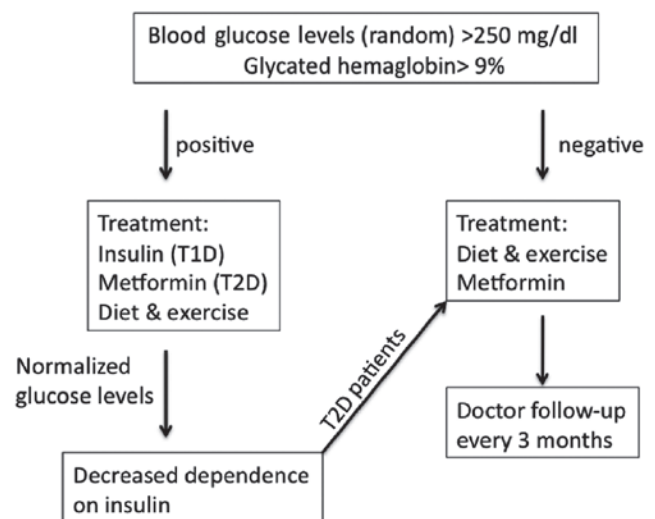 Blood glucose levels (random) >250 mg/dl
Glycated hemaglobin> 9%
positive
negative
Treatment:
Insulin (T1D)
Metformin (T2D)
Diet & exercise
Treatment:
Diet & exercise
Metformin
Normalized
glucose levels
T2D patients
Doctor follow-up
every 3 months
Decreased dependence
on insulin